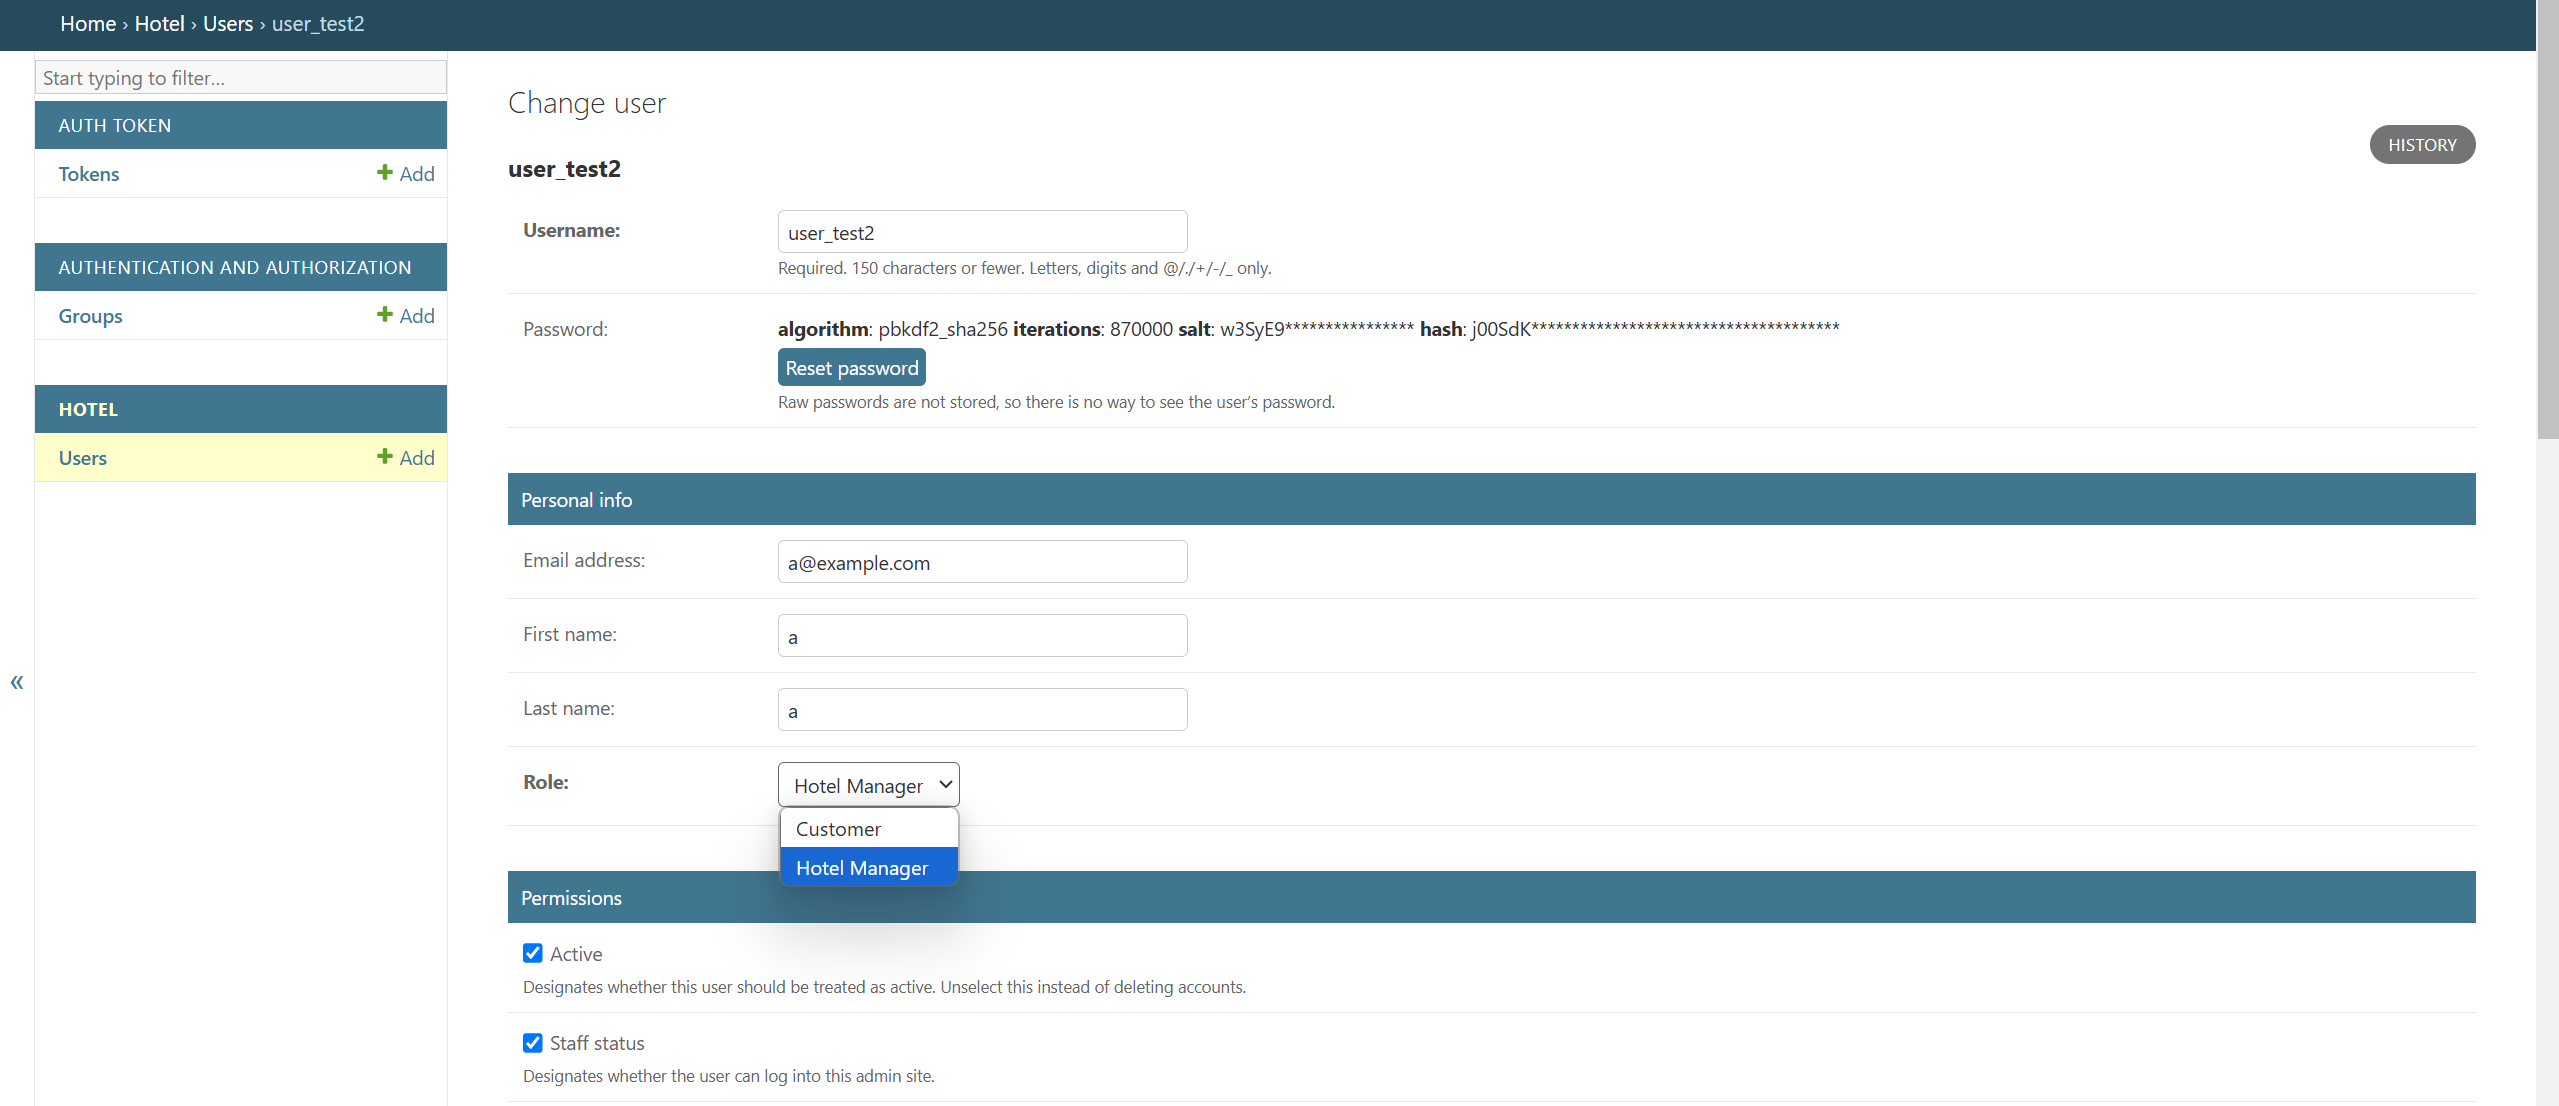 Home › Hotel › Users › user_test2
Start typing to filter...
AUTH TOKEN
Tokens
Add
AUTHENTICATION AND AUTHORIZATION
Groups
Add
HOTEL
Users
Add
«
Change user
HISTORY
user_test2
Username:
user_test2
Required. 150 characters or fewer. Letters, digits and @/./+/-/_ only.
Password:
algorithm: pbkdf2_sha256 iterations: 870000 salt: w3SyE9**************** hash: j00SdK**************************************
Reset password
Raw passwords are not stored, so there is no way to see the user’s password.
Personal info
Email address:
a@example.com
First name:
a
Last name:
a
Role:
Hotel Manager
Customer
Hotel Manager
Permissions
Active
Designates whether this user should be treated as active. Unselect this instead of deleting accounts.
Staff status
Designates whether the user can log into this admin site.